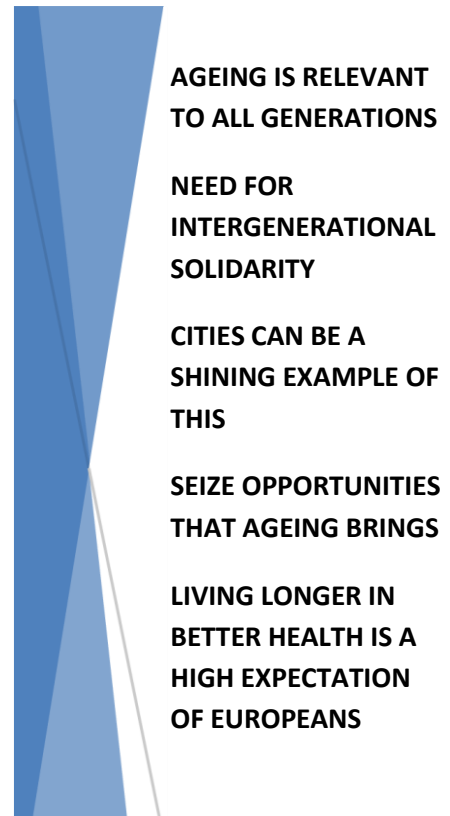 AGEING IS RELEVANT
TO ALL GENERATIONS
NEED FOR
INTERGENERATIONAL
SOLIDARITY
CITIES CAN BE A
SHINING EXAMPLE OF
THIS
SEIZE OPPORTUNITIES
THAT AGEING BRINGS
LIVING LONGER IN
BETTER HEALTH IS A
HIGH EXPECTATION
OF EUROPEANS